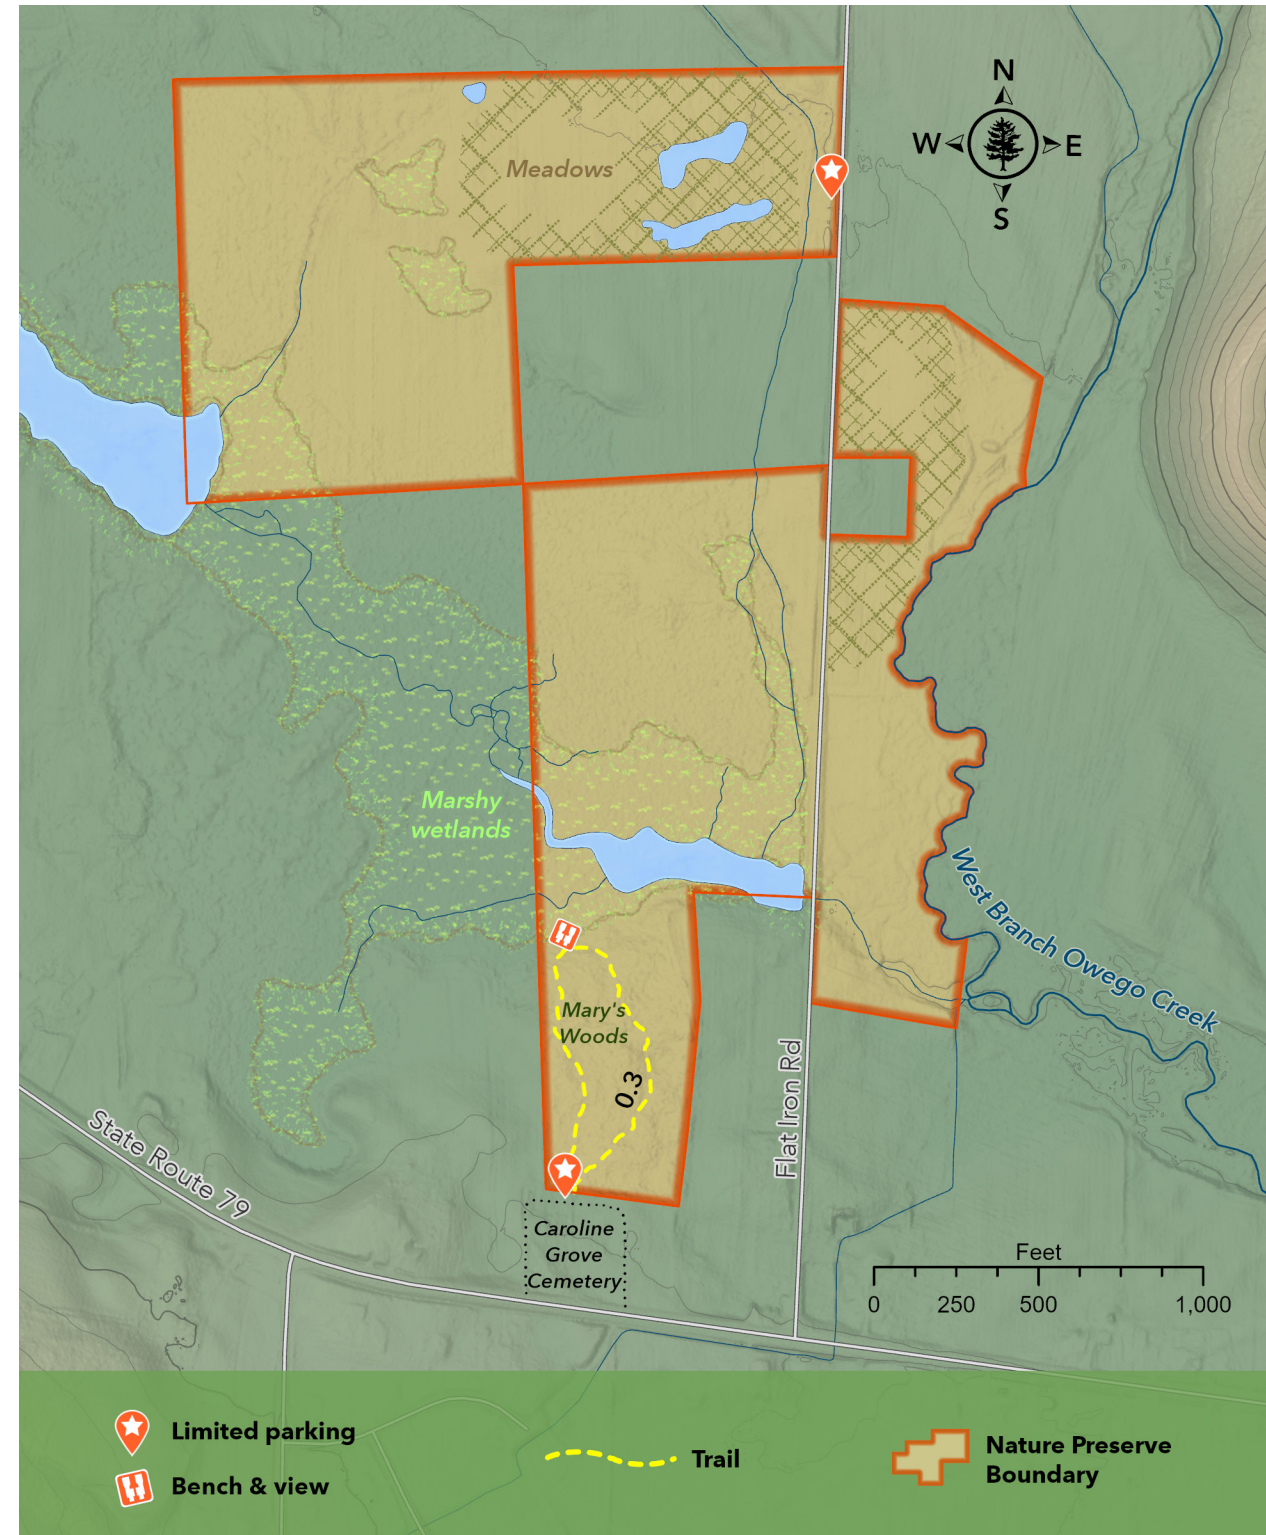 N
W
E
S
Meadows
Marshy
wetlands
West Branch Owego Creek
Mary's
Woods
0.3
Flat Iron Rd
State Route 79
Caroline
Grove
Cemetery
Feet
0
250
500
1,000
Limited parking
Bench & view
Trail
Nature Preserve
Boundary